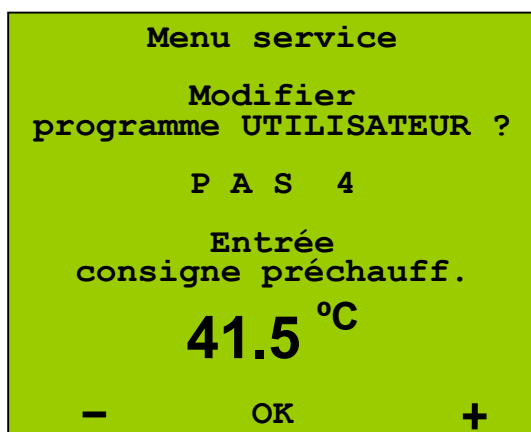 Menu service
Modifier
programme UTILISATEUR ?
P A S 4
Entrée
consigne préchauff.
41.5 ºC
– OK +